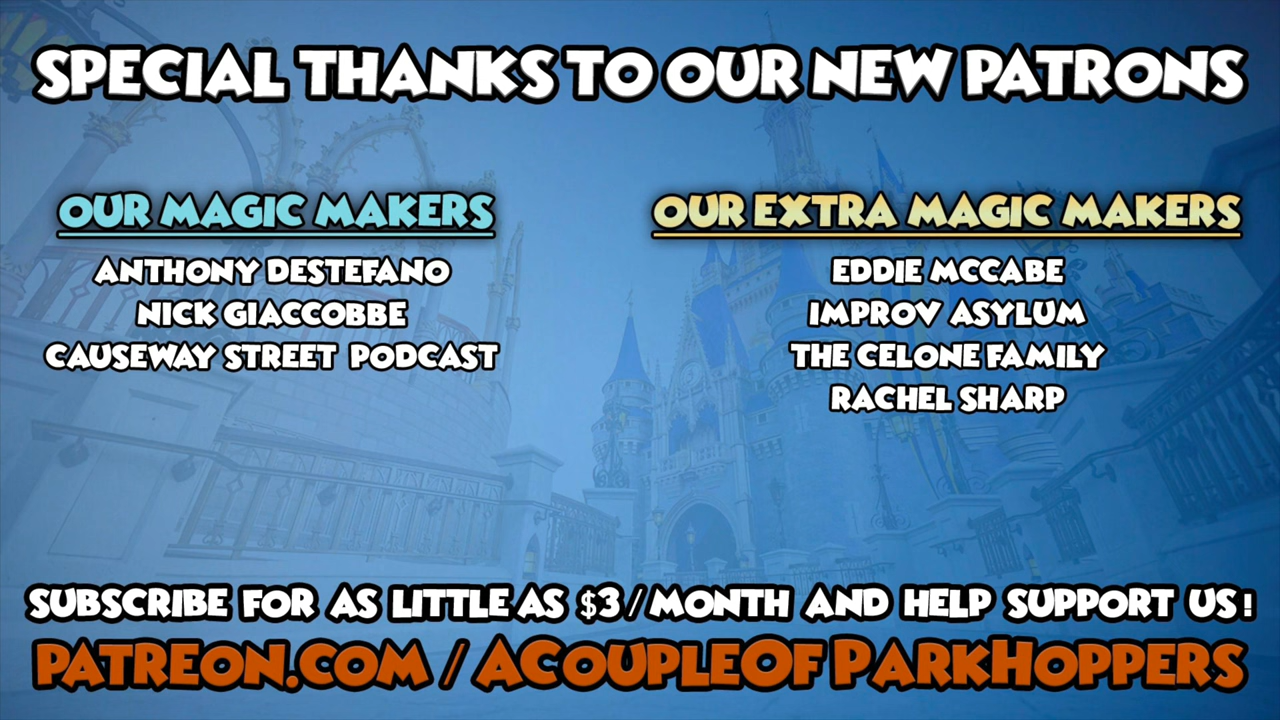 SPECIAL THANKS TO OUR NEW PATRONS
OUR MAGIC MAKERS
ANTHONY DESTEFANO
NICK GIACCOBBE
CAUSEWAY STREET PODCAST
OUR EXTRA MAGIC MAKERS
EDDIE MCCABE
IMPROV ASYLUM
THE CELONE FAMILY
RACHEL SHARP
SUBSCRIBE FOR AS LITTLE AS $3/MONTH AND HELP SUPPORT US!
PATREON.COM / ACOUPLEOFPARKHOPPERS